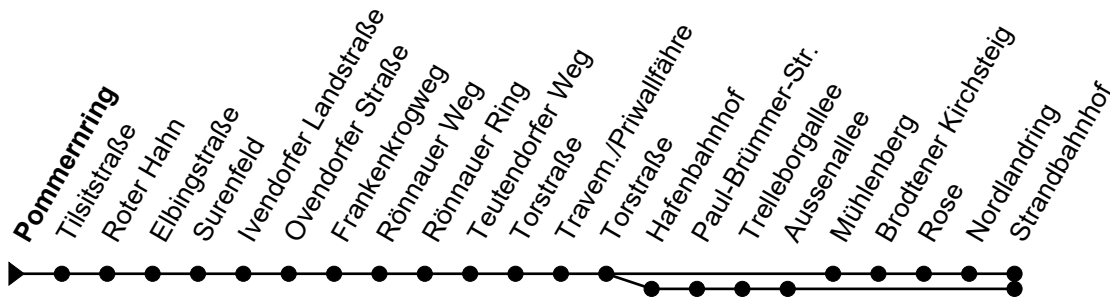 Pommernring
Tilsitstraße
Roter Hahn
Elbingstraße
Surenfeld
Ivendorfer Landstraße
Ovendorfer Straße
Frankenkrogweg
Rönnauer Weg
Rönnauer Ring
Teutendorfer Weg
Torstraße
Travem./Priwallfähre
Torstraße
Hafenbahnhof
Paul-Brümmer-Str.
Trelleborgallee
Aussenallee
Mühlenberg
Brodtener Kirchsteig
Rose
Nordlandring
Strandbahnhof